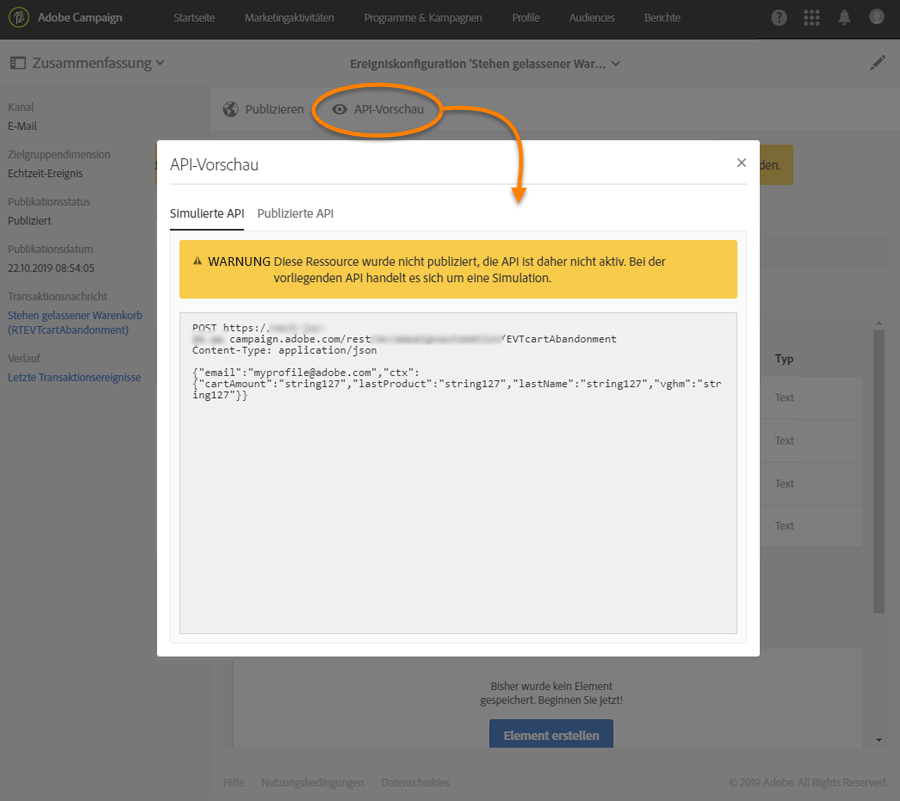 Adobe Campaign
Startseite
Marketingaktivitäten
Programme & Kampagnen
Profile
Audiences
Berichte
Zusammenfassung
Ereigniskonfiguration 'Stehen gelassener War...
Kanal
E-Mail
Zielgruppendimension
Echtzeit-Ereignis
Publikationsstatus
Publiziert
Publikationsdatum
22.10.2019 08:54:05
Transaktionsnachricht
Stehen gelassener Warenkorb
(RTEVTcartAbandonment)
Verlauf
Letzte Transaktionsereignisse
Publizieren
API-Vorschau
den.
API-Vorschau
Simulierte API
Publizierte API
WARNUNG Diese Ressource wurde nicht publiziert, die API ist daher nicht aktiv. Bei der
vorliegenden API handelt es sich um eine Simulation.
POST https:/
campaign.adobe.com/rest /EVTcartAbandonment
Content-Type: application/json
{"email":"myprofile@adobe.com","ctx":
{"cartAmount":"string127","lastProduct":"string127","lastName":"string127","vghm":"str
ing127"}}
Typ
Text
Text
Text
Text
Bisher wurde kein Element
gespeichert. Beginnen Sie jetzt!
Element erstellen
Hilfe
Nutzungsbedingungen
Datenschutz/Cookies
© 2019 Adobe. All Rights Reserved.